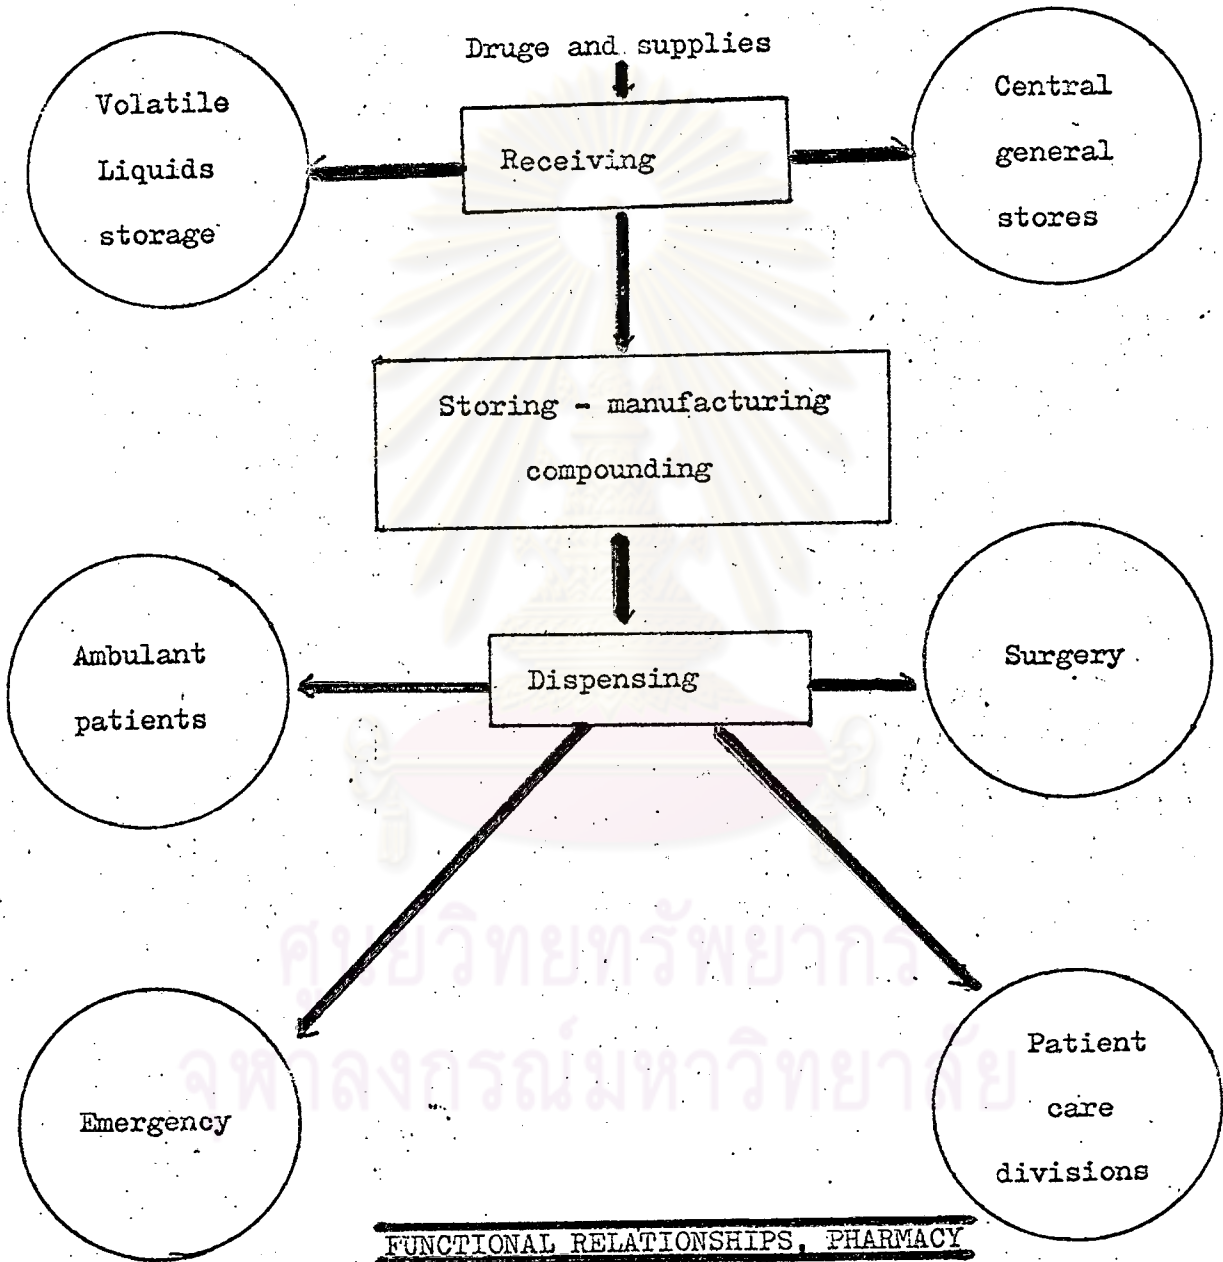 Druge and supplies
Volatile
Liquids
storage
Receiving
Central
general
stores
Storing - manufacturing
compounding
Ambulant
patients
Dispensing
Surgery
ศูนย์วิทยทรัพยากร
จุฬาลงกรณ์มหาวิทยาลัย
Emergency
Patient
care
divisions
FUNCTIONAL RELATIONSHIPS, PHARMACY